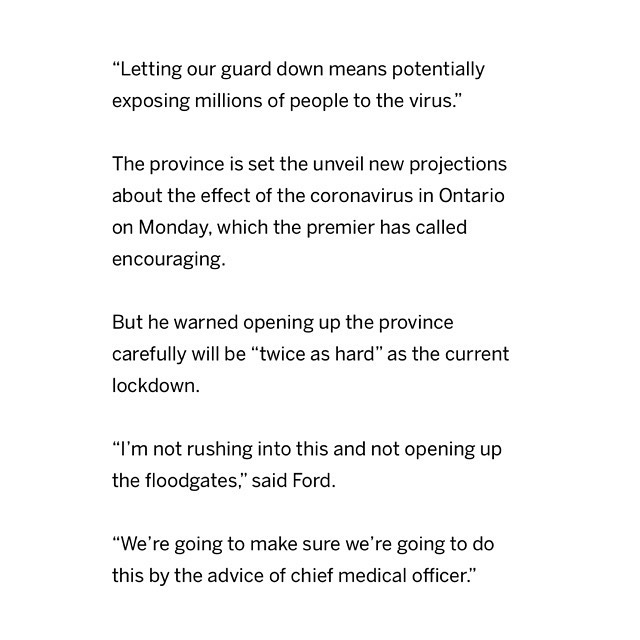 “Letting our guard down means potentially
exposing millions of people to the virus.”
The province is set the unveil new projections
about the effect of the coronavirus in Ontario
on Monday, which the premier has called
encouraging.
But he warned opening up the province
carefully will be “twice as hard” as the current
lockdown.
“I’m not rushing into this and not opening up
the floodgates,” said Ford.
“We’re going to make sure we’re going to do
this by the advice of chief medical officer.”